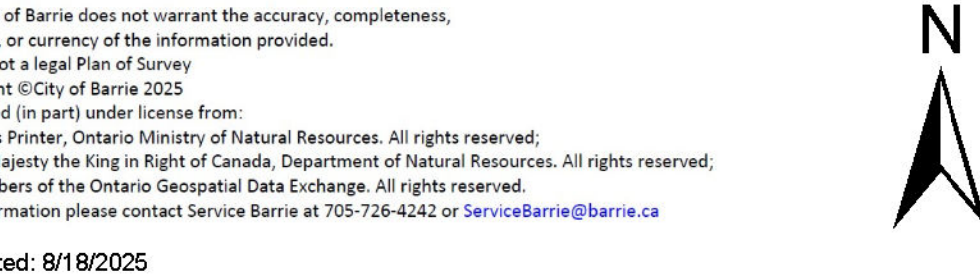 of Barrie does not warrant the accuracy, completeness,
, or currency of the information provided.
ot a legal Plan of Survey
nt ©City of Barrie 2025
d (in part) under license from:
s Printer, Ontario Ministry of Natural Resources. All rights reserved;
ajesty the King in Right of Canada, Department of Natural Resources. All rights reserved;
bers of the Ontario Geospatial Data Exchange. All rights reserved.
rmation please contact Service Barrie at 705-726-4242 or ServiceBarrie@barrie.ca
ted: 8/18/2025
N